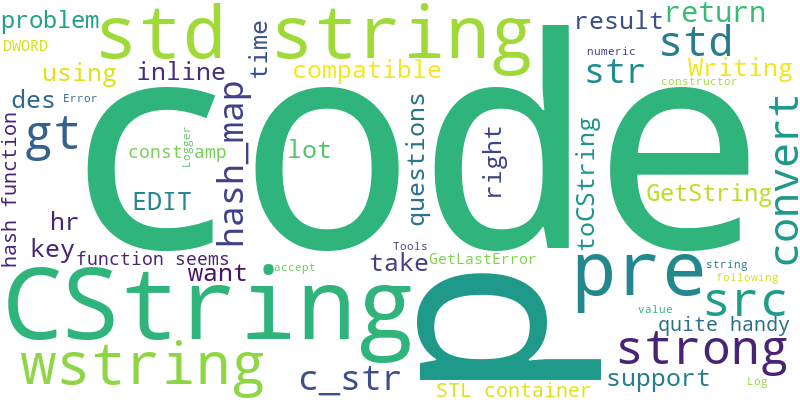 problem
std
string
result
return
DWORD
time
std
numeric
using
inline
compatible
str
Writing
constructor
des
Error
code
gt
hash_map
questions
right
toCString
convert
hash function
const
amp
Logger
lot
EDIT
GetString
hr
key
function seems
want
accept
take
Tools
GetLastError
pre
string
following
CString
p
src
value
quite handy
wstring
strong
c_str
STL container
support
Log